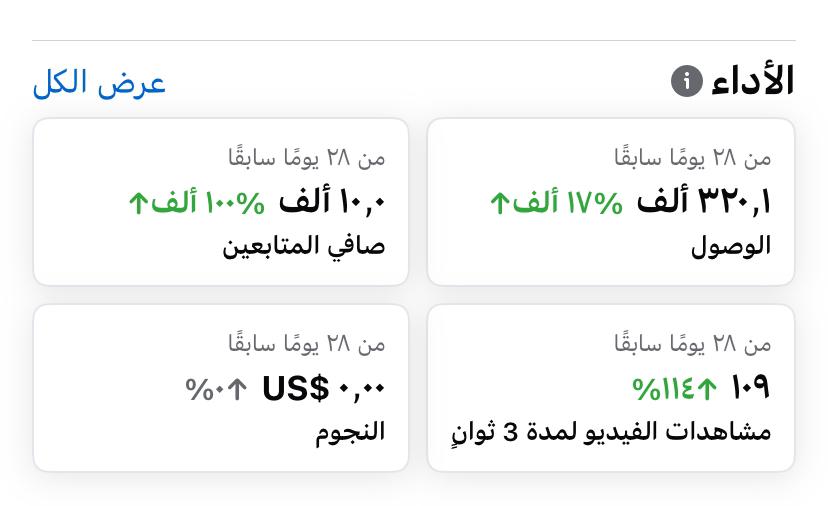 الأداء
عرض الكل
من ٢٨ يومًا سابقًا
٣٢٠,١ ألف ١٧% ألف↑
الوصول
من ٢٨ يومًا سابقًا
١٠,٠ ألف ١٠٠% ألف↑
صافي المتابعين
من ٢٨ يومًا سابقًا
١٠٩ ↑١١٤%
مشاهدات الفيديو لمدة 3 ثوانٍ
من ٢٨ يومًا سابقًا
US$ ٠,٠٠ ↑٠%
النجوم